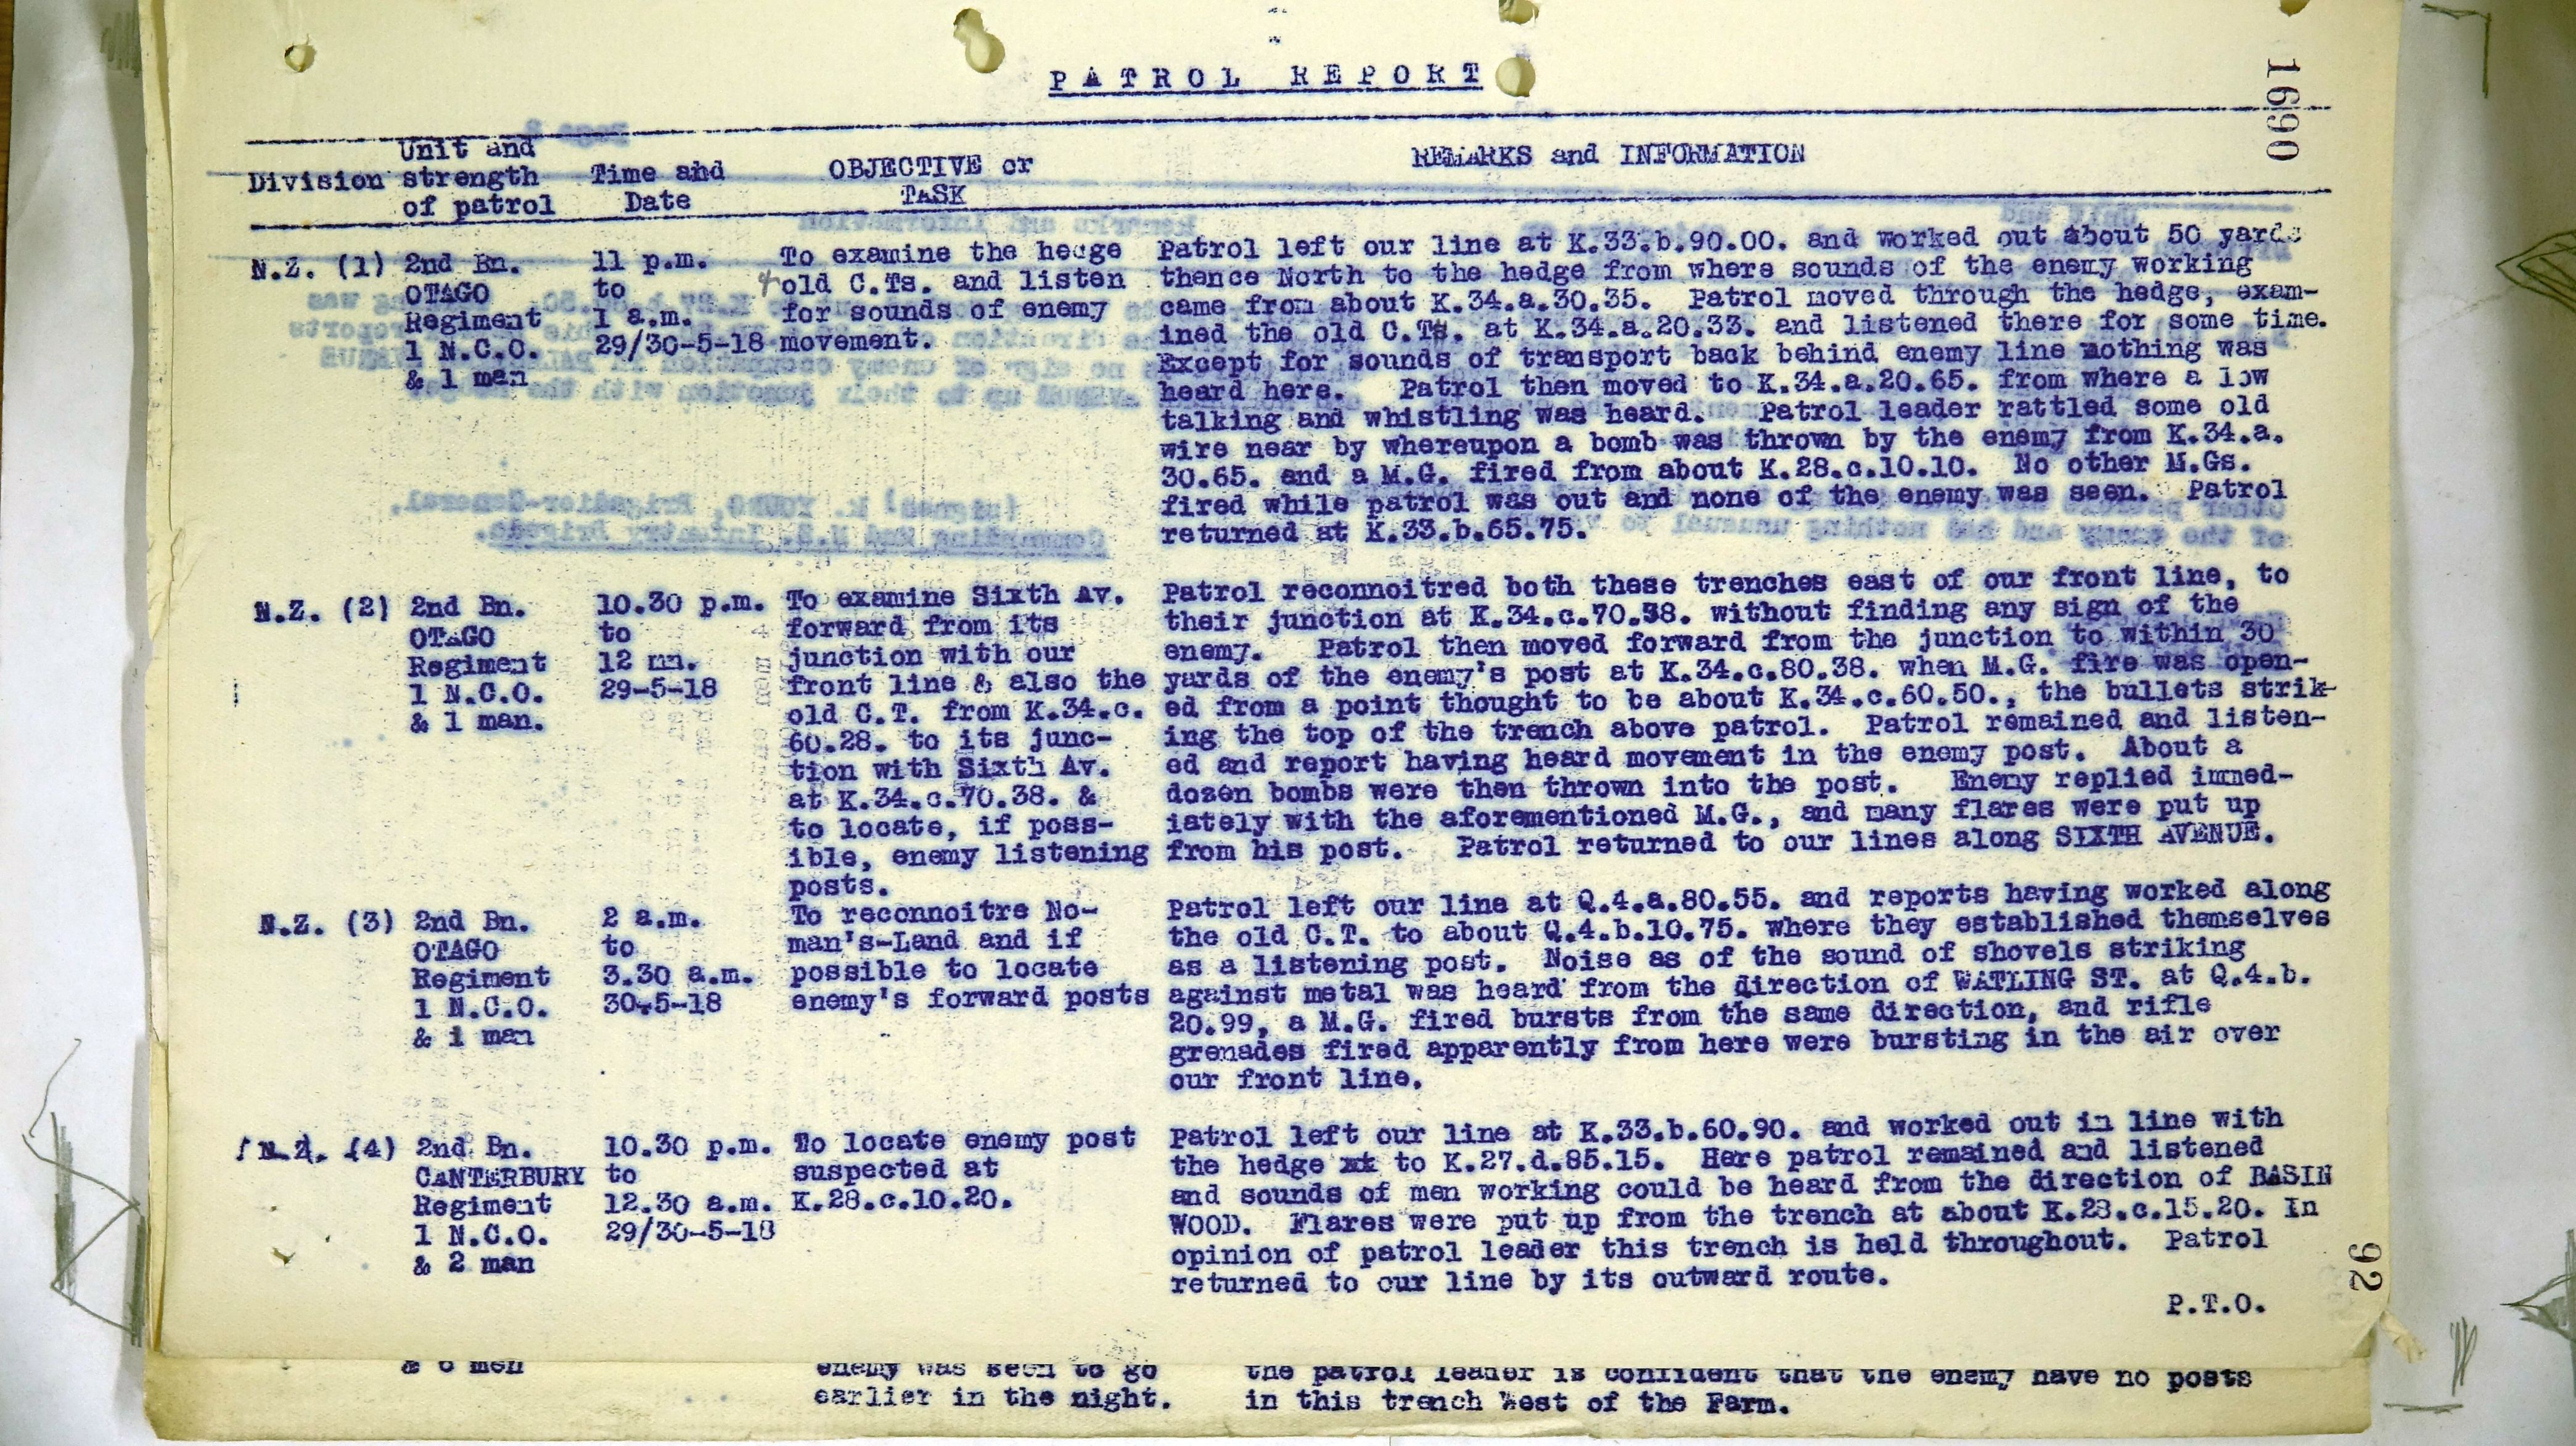 PATROL REPORT
1690
Division
Unit and
strength
of patrol
Time and
Date
OBJECTIVE or
TASK
REMARKS and INFORMATION
N.Z. (1)
2nd Bn.
OTAGO
Regiment
1 N.C.O.
& 1 man
11 p.m.
to
1 a.m.
29/30-5-18
To examine the hedge
& old C.Ts. and listen
for sounds of enemy
movement.
Patrol left our line at K.33.b.90.00. and worked out about 50 yards
thence North to the hedge from where sounds of the enemy working
came from about K.34.a.30.35. Patrol moved through the hedge, exam-
ined the old C.Ts. at K.34.a.20.33. and listened there for some time.
Except for sounds of transport back behind enemy line nothing was
heard here. Patrol then moved to K.34.a.20.65. from where a low
talking and whistling was heard. Patrol leader rattled some old
wire near by whereupon a bomb was thrown by the enemy from K.34.a.
30.65. and a M.G. fired from about K.28.c.10.10. No other M.Gs.
fired while patrol was out and none of the enemy was seen. Patrol
returned at K.33.b.65.75.
N.Z. (2)
2nd Bn.
OTAGO
Regiment
1 N.C.O.
& 1 man.
10.30 p.m.
to
12 mn.
29-5-18
To examine Sixth Av.
forward from its
junction with our
front line & also the
old C.T. from K.34.c.
60.28. to its junc-
tion with Sixth Av.
at K.34.c.70.38. &
to locate, if poss-
ible, enemy listening
posts.
Patrol reconnoitred both these trenches east of our front line, to
their junction at K.34.c.70.38. without finding any sign of the
enemy. Patrol then moved forward from the junction to within 30
yards of the enemy's post at K.34.c.80.38. when M.G. fire was open-
ed from a point thought to be about K.34.c.60.50., the bullets strik-
ing the top of the trench above patrol. Patrol remained and listen-
ed and report having heard movement in the enemy post. About a
dozen bombs were then thrown into the post. Enemy replied immed-
iately with the aforementioned M.G., and many flares were put up
from his post. Patrol returned to our lines along SIXTH AVENUE.
N.Z. (3)
2nd Bn.
OTAGO
Regiment
1 N.C.O.
& 1 man
2 a.m.
to
3.30 a.m.
30-5-18
To reconnoitre No-
man's-Land and if
possible to locate
enemy's forward posts
Patrol left our line at Q.4.a.80.55. and reports having worked along
the old C.T. to about Q.4.b.10.75. where they established themselves
as a listening post. Noise as of the sound of shovels striking
against metal was heard from the direction of WATLING ST. at Q.4.b.
20.99, a M.G. fired bursts from the same direction, and rifle
grenades fired apparently from here were bursting in the air over
our front line.
N.Z. (4)
2nd Bn.
CANTERBURY
Regiment
1 N.C.O.
& 2 man
10.30 p.m.
to
12.30 a.m.
29/30-5-18
To locate enemy post
suspected at
K.28.c.10.20.
Patrol left our line at K.33.b.60.90. and worked out in line with
the hedge to K.27.d.85.15. Here patrol remained and listened
and sounds of men working could be heard from the direction of BASIN
WOOD. Flares were put up from the trench at about K.28.c.15.20. In
opinion of patrol leader this trench is held throughout. Patrol
returned to our line by its outward route.
P.T.O.
92
& 6 men
enemy was seen to go
earlier in the night.
the patrol leader is confident that the enemy have no posts
in this trench West of the Farm.